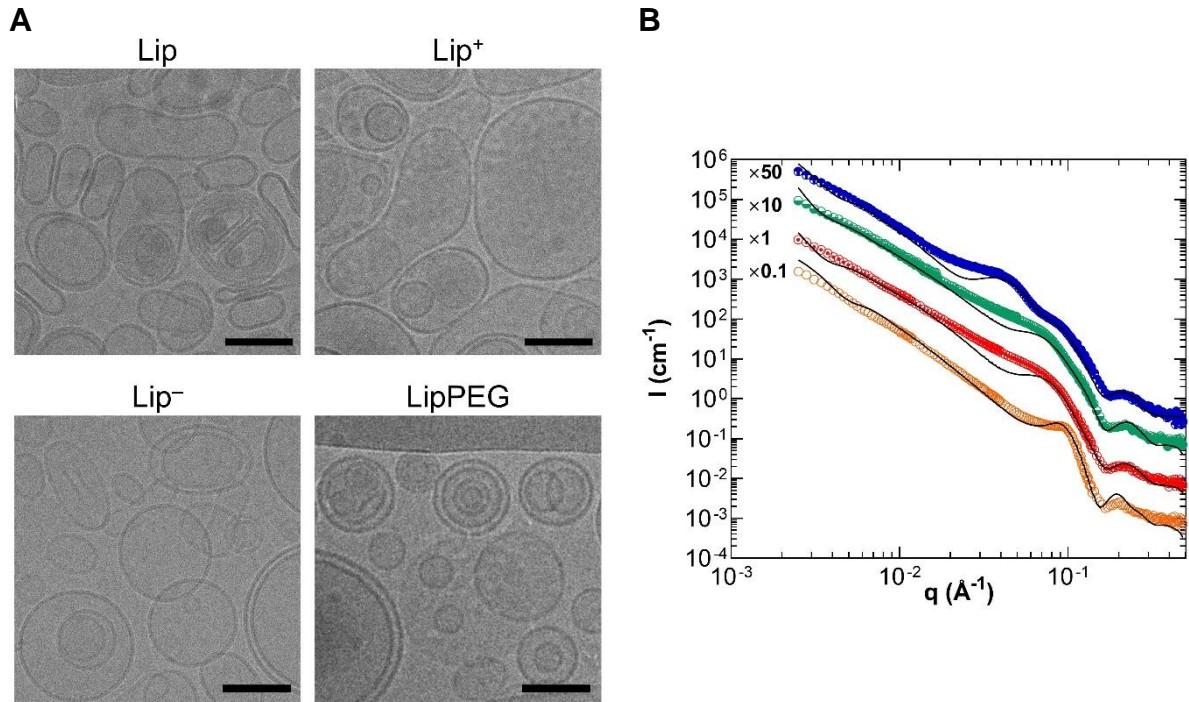 A
Lip
Lip⁺
Lip⁻
LipPEG
B
10⁶
10⁵
10⁴
10³
10²
10¹
10⁰
10⁻¹
10⁻²
10⁻³
10⁻⁴
×50
×10
×1
×0.1
I (cm⁻¹)
10⁻³
10⁻²
10⁻¹
q (Å⁻¹)